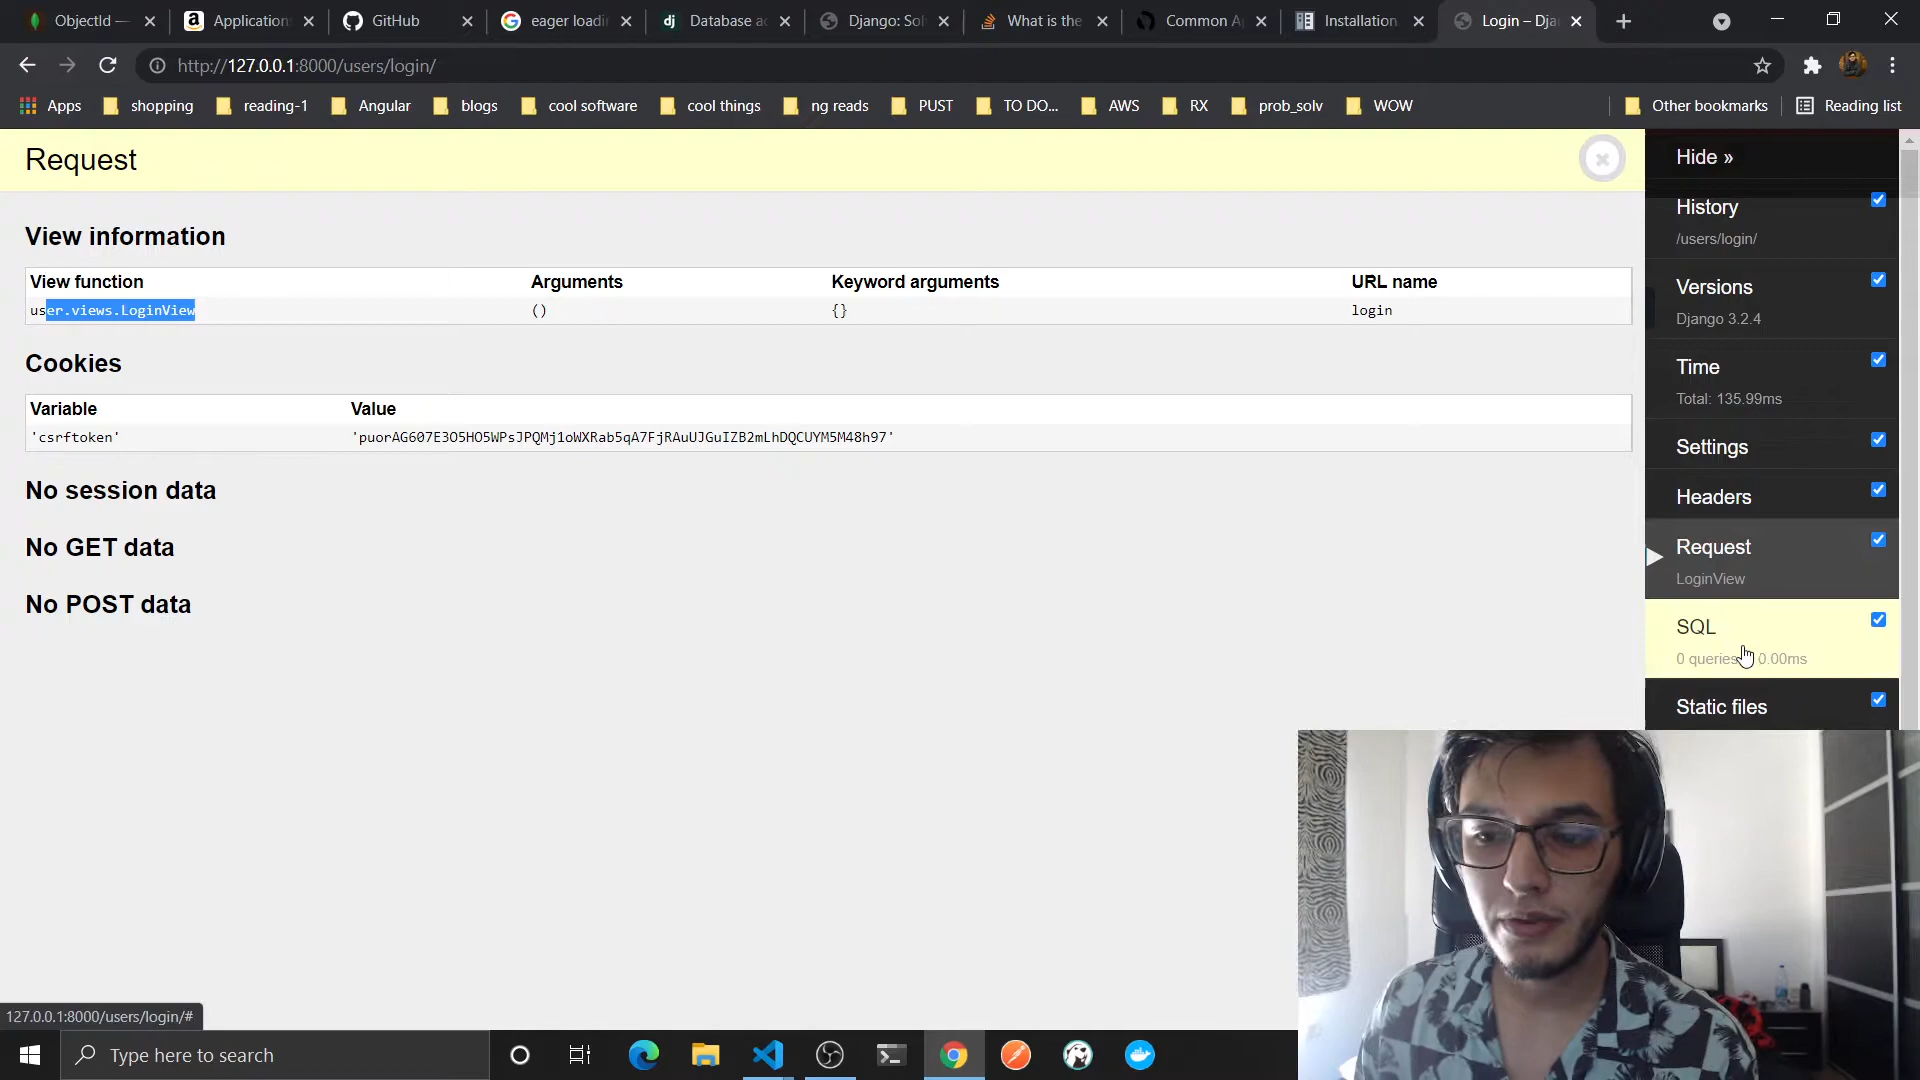 ObjectId —
Application
GitHub
eager loadi
Database ac
Django: Sol
What is the
Common A
Installation
Login – Dja
http://127.0.0.1:8000/users/login/
Apps
shopping
reading-1
Angular
blogs
cool software
cool things
ng reads
PUST
TO DO...
AWS
RX
prob_solv
WOW
Other bookmarks
Reading list
Request
View information
View function Arguments Keyword arguments URL name
user.views.LoginView () {} login
Cookies
Variable Value
'csrftoken' 'puorAG607E3O5HO5WPsJPQMj1oWXRab5qA7FjRAuUJGuIZB2mLhDQCUYM5M48h97'
No session data
No GET data
No POST data
Hide »
History
/users/login/
Versions
Django 3.2.4
Time
Total: 135.99ms
Settings
Headers
Request
LoginView
SQL
0 queries 0.00ms
Static files
127.0.0.1:8000/users/login/#
Type here to search